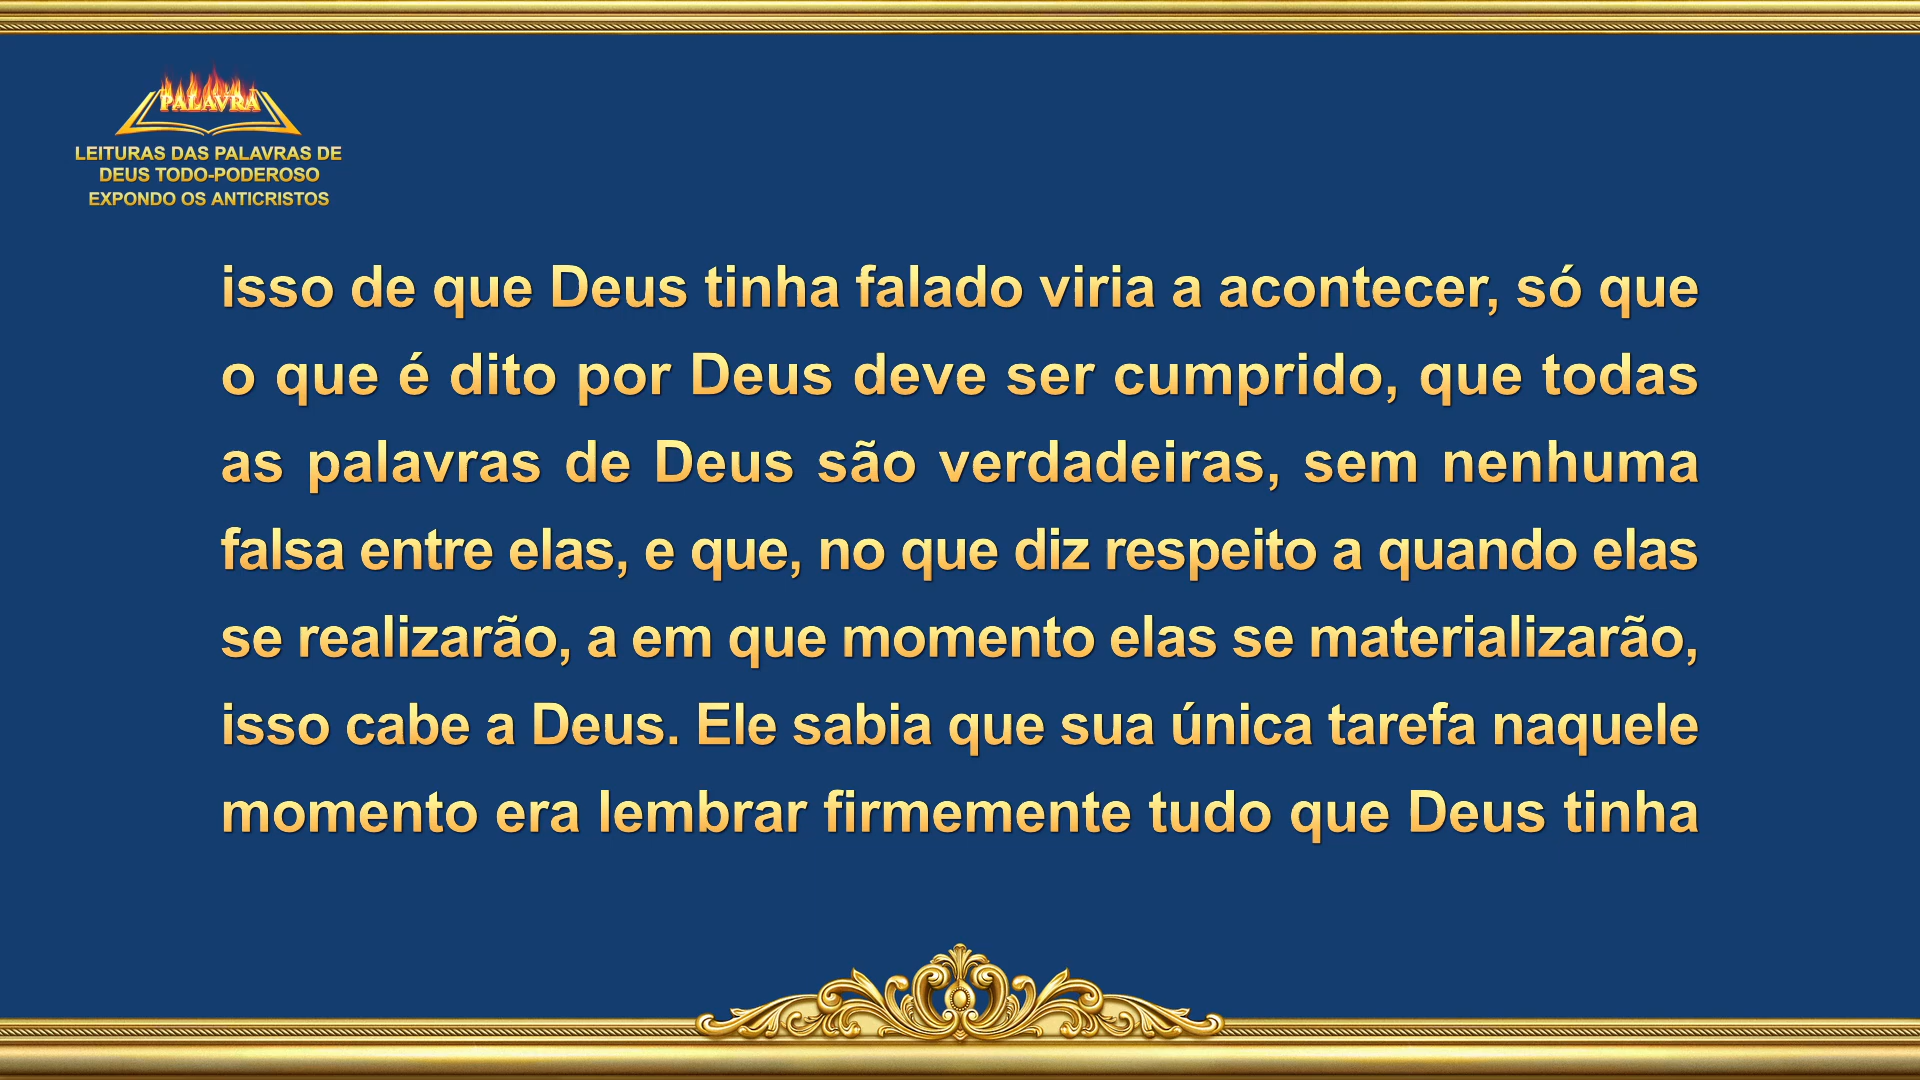 PALAVRA
LEITURAS DAS PALAVRAS DE
DEUS TODO-PODEROSO
EXPONDO OS ANTICRISTOS
isso de que Deus tinha falado viria a acontecer, só que
o que é dito por Deus deve ser cumprido, que todas
as palavras de Deus são verdadeiras, sem nenhuma
falsa entre elas, e que, no que diz respeito a quando elas
se realizarão, a em que momento elas se materializarão,
isso cabe a Deus. Ele sabia que sua única tarefa naquele
momento era lembrar firmemente tudo que Deus tinha